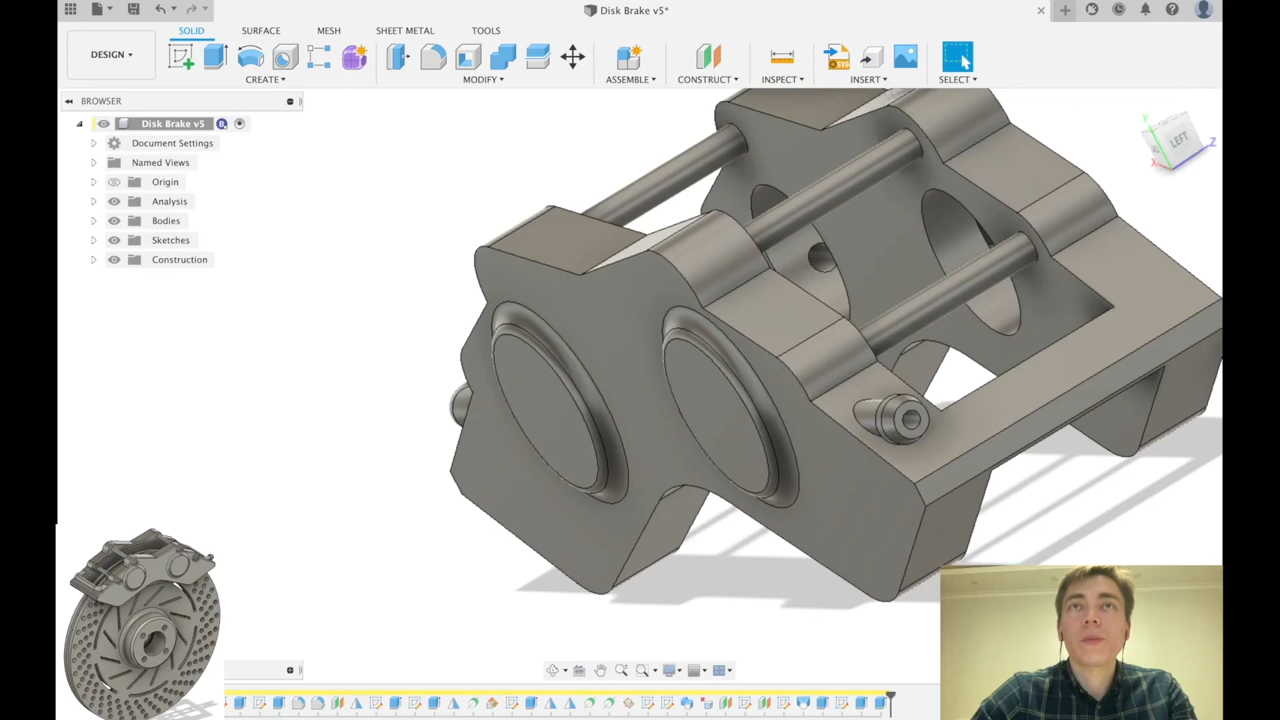 Disk Brake v5*
SOLID SURFACE MESH SHEET METAL TOOLS
DESIGN
CREATE MODIFY ASSEMBLE CONSTRUCT INSPECT INSERT SELECT
BROWSER
Disk Brake v5
Document Settings
Named Views
Origin
Analysis
Bodies
Sketches
Construction
LEFT
Y
Z
X